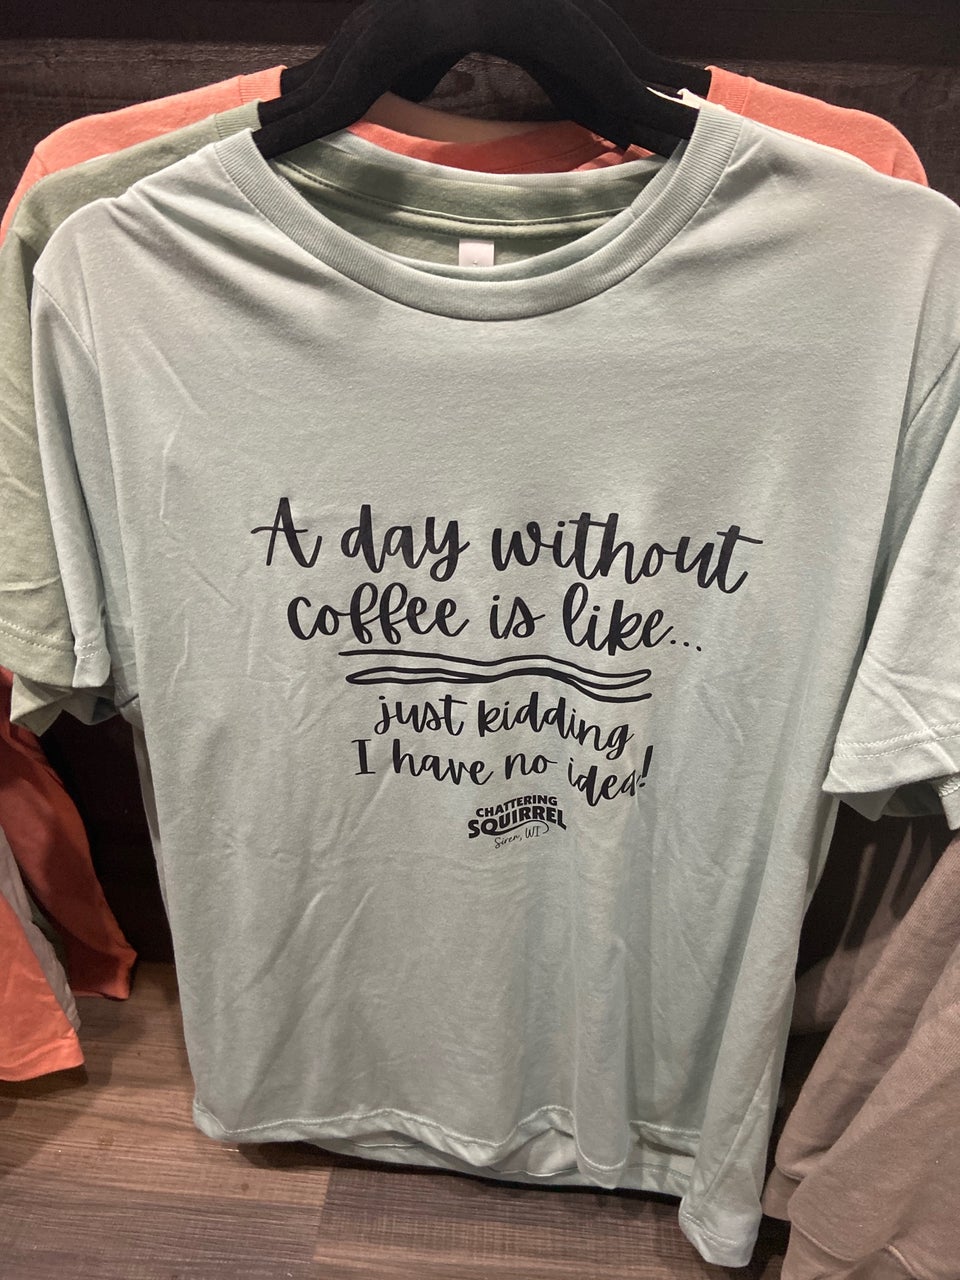 A day without
coffee is like...
just kidding
I have no idea!
CHATTERING
SQUIRREL
Siren, WI